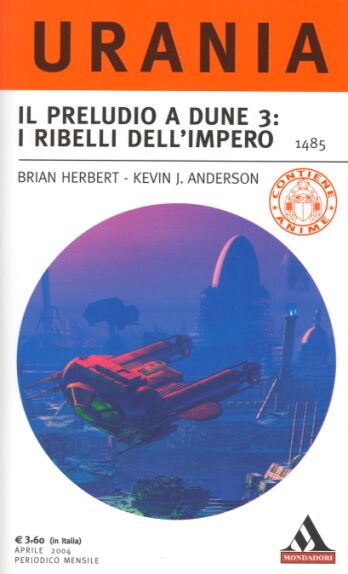 URANIA
IL PRELUDIO A DUNE 3:
I RIBELLI DELL'IMPERO 1485
BRIAN HERBERT - KEVIN J. ANDERSON
CONTIENE
ANIME
€ 3,60 (in Italia)
APRILE 2004
PERIODICO MENSILE
MONDADORI